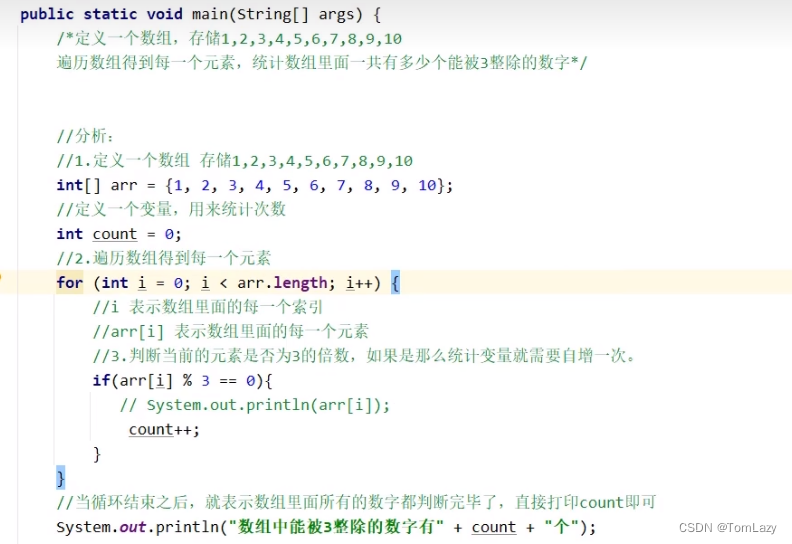 public static void main(String[] args) {
/*定义一个数组，存储1,2,3,4,5,6,7,8,9,10
遍历数组得到每一个元素，统计数组里面一共有多少个能被3整除的数字*/
//分析：
//1.定义一个数组 存储1,2,3,4,5,6,7,8,9,10
int[] arr = {1, 2, 3, 4, 5, 6, 7, 8, 9, 10};
//定义一个变量，用来统计次数
int count = 0;
//2.遍历数组得到每一个元素
for (int i = 0; i < arr.length; i++) {
//i 表示数组里面的每一个索引
//arr[i] 表示数组里面的每一个元素
//3.判断当前的元素是否为3的倍数，如果是那么统计变量就需要自增一次。
if(arr[i] % 3 == 0){
// System.out.println(arr[i]);
count++;
}
}
//当循环结束之后，就表示数组里面所有的数字都判断完毕了，直接打印count即可
System.out.println("数组中能被3整除的数字有" + count + "个");
CSDN @TomLazy